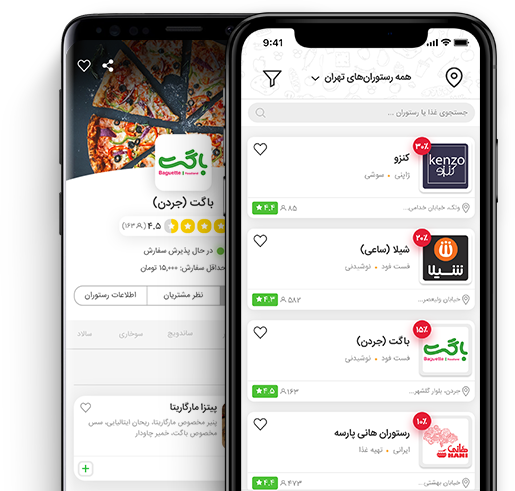 باگت
Baguette | Fastfood
باگت (جردن)
۴.۵ (۱۶۳)
در حال پذیرش سفارش
حداقل سفارش: ۱۵,۰۰۰ تومان
نظر مشتریان
اطلاعات رستوران
ساندویچ
سوخاری
سالاد
پیتزا مارگاریتا
پنیر مخصوص مارگاریتا، ریحان ایتالیایی، سس
مخصوص باگت، خمیر چاودار
9:41
همه رستوران‌های تهران
جستجوی غذا یا رستوران ...
۳۰٪
kenzo
کنزو
کنزو
ژاپنی • سوشی
ونک، خیابان خدامی...
۸۵
۴.۴
۲۰٪
شیلا
شیلا (ساعی)
فست فود • نوشیدنی
خیابان ولیعصر...
۵۸۲
۴.۳
۱۵٪
باگت
Baguette | Fastfood
باگت (جردن)
فست فود • نوشیدنی
جردن، بلوار گلشهر...
۱۶۳
۴.۵
۱۰٪
هانی
HANI
رستوران هانی پارسه
ایرانی • تهیه غذا
خیابان بهشتی...
۴۷۳
۴.۴